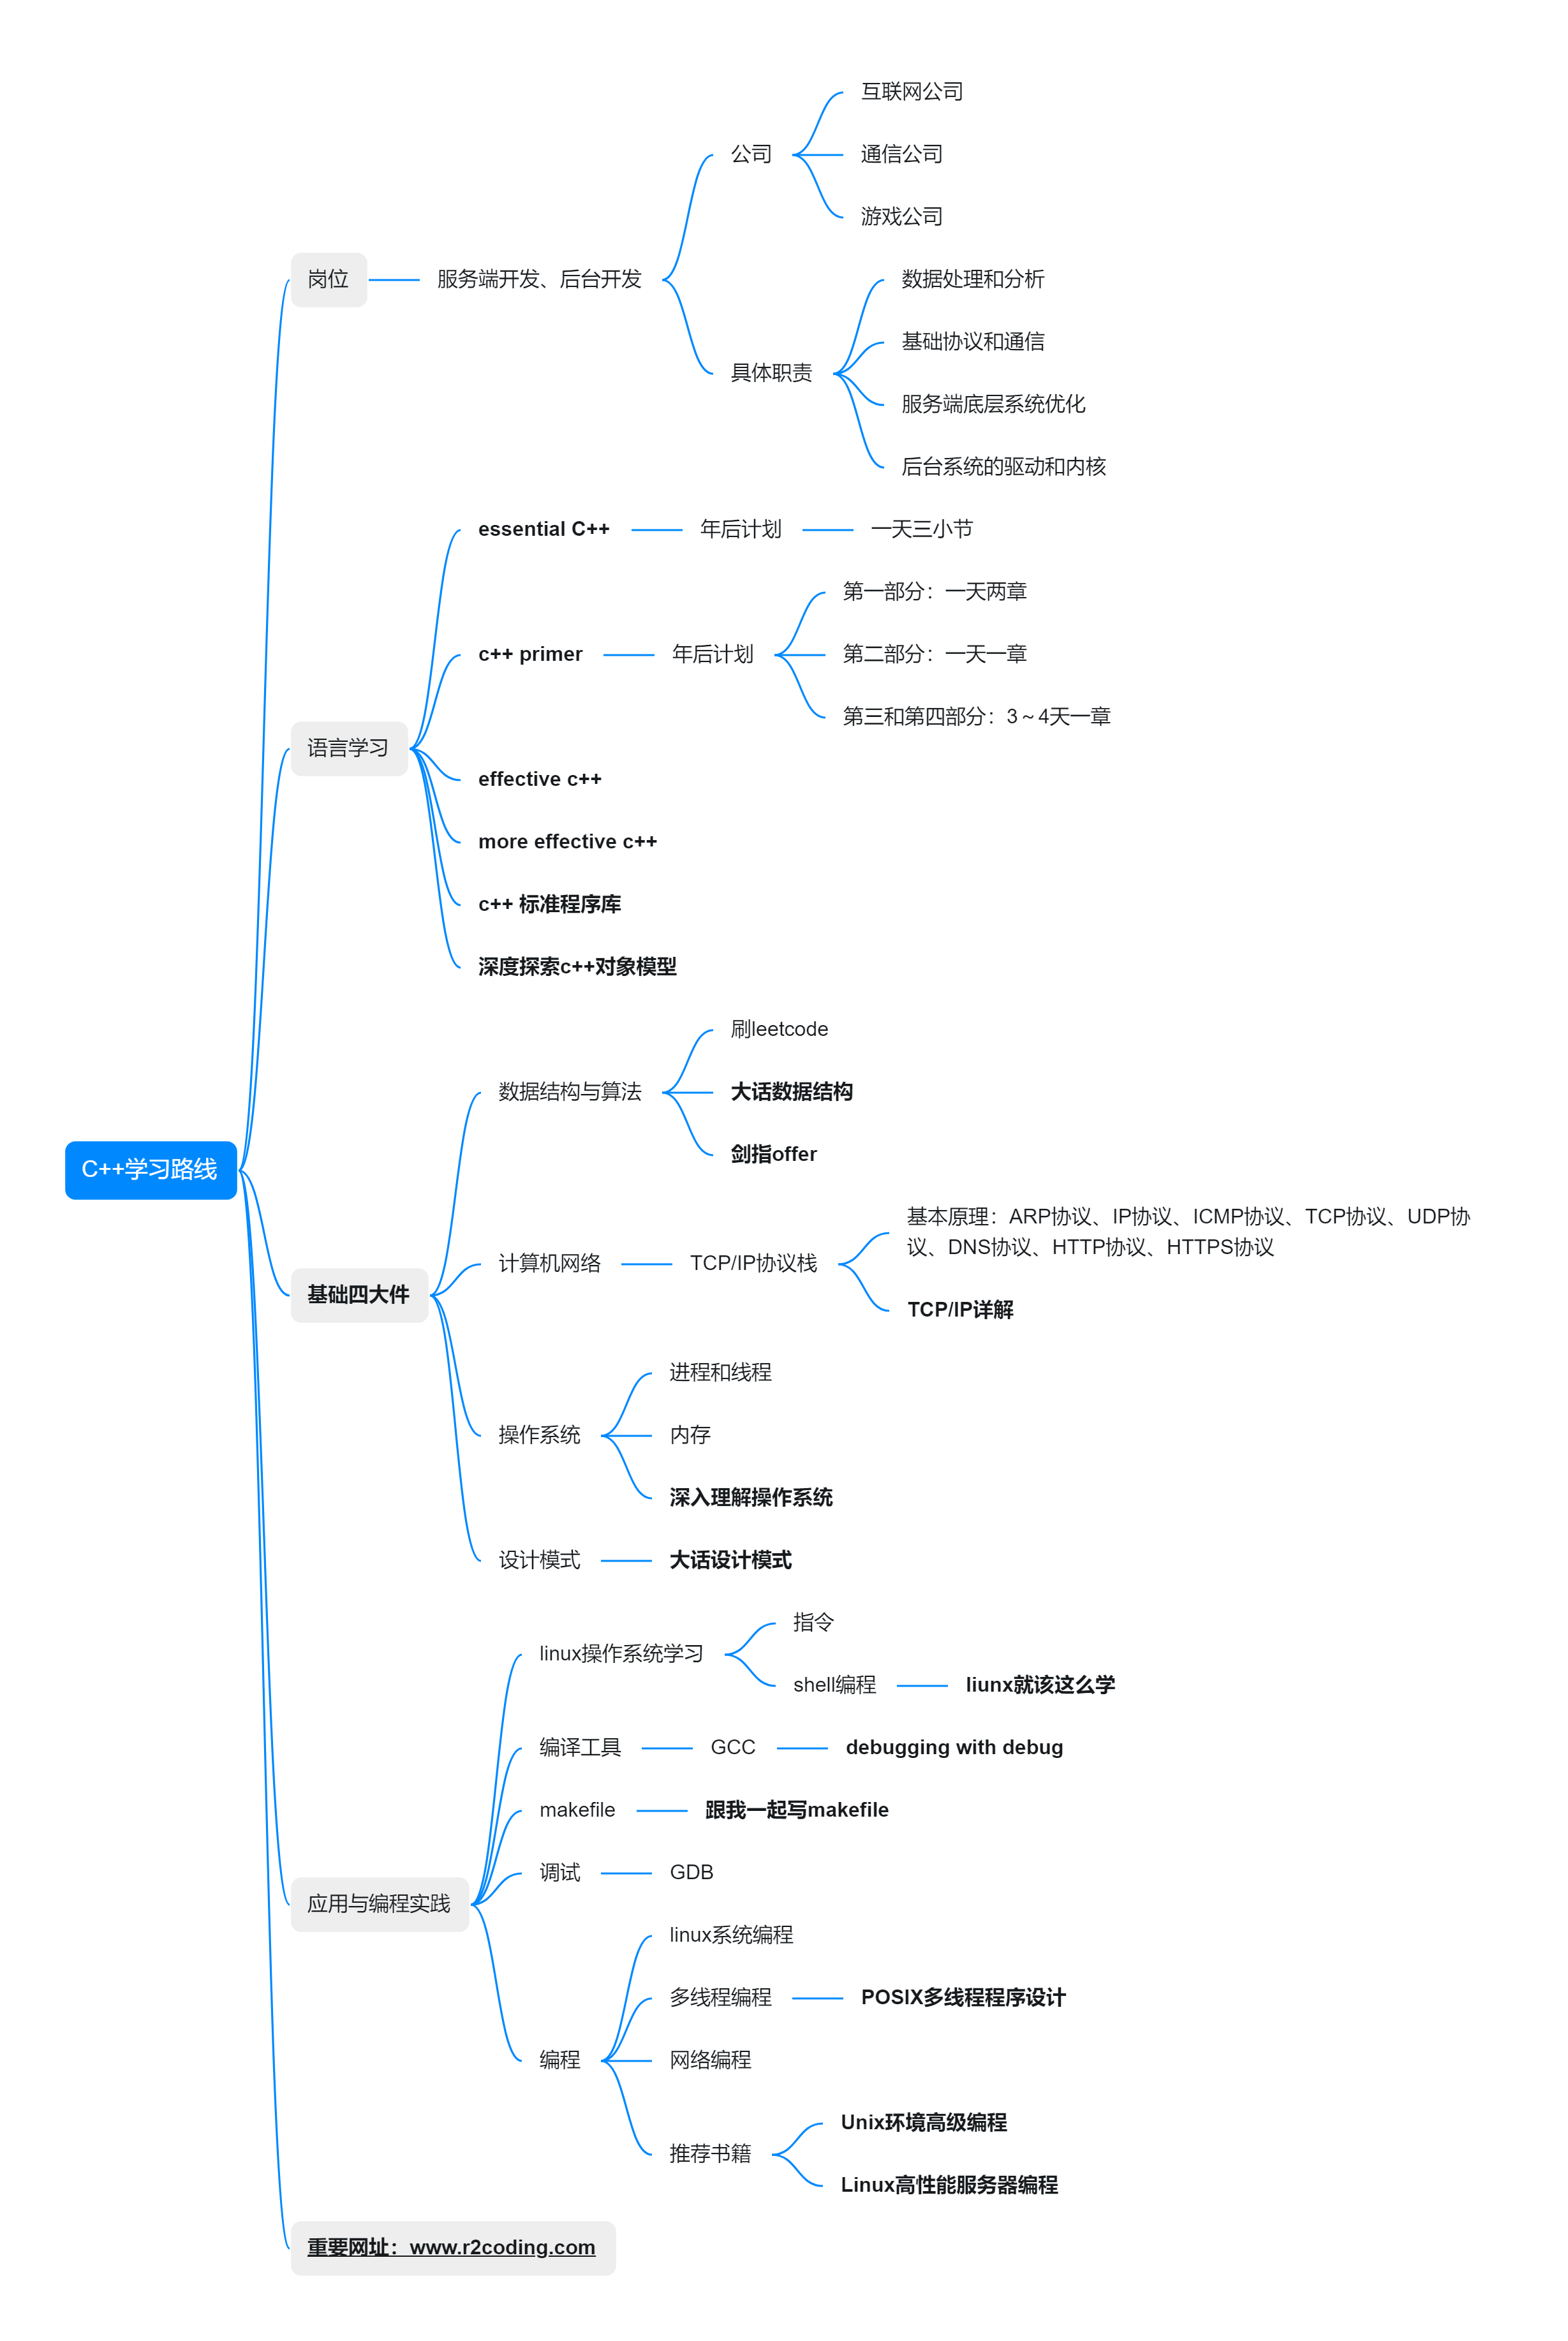 互联网公司
公司
通信公司
游戏公司
岗位
服务端开发、后台开发
数据处理和分析
基础协议和通信
具体职责
服务端底层系统优化
后台系统的驱动和内核
essential C++
年后计划
一天三小节
第一部分：一天两章
c++ primer
年后计划
第二部分：一天一章
第三和第四部分：3～4天一章
语言学习
effective c++
more effective c++
c++ 标准程序库
深度探索c++对象模型
刷leetcode
数据结构与算法
大话数据结构
剑指offer
C++学习路线
基本原理：ARP协议、IP协议、ICMP协议、TCP协议、UDP协
议、DNS协议、HTTP协议、HTTPS协议
计算机网络
TCP/IP协议栈
基础四大件
TCP/IP详解
进程和线程
操作系统
内存
深入理解操作系统
设计模式
大话设计模式
指令
linux操作系统学习
shell编程
liunx就该这么学
编译工具
GCC
debugging with debug
makefile
跟我一起写makefile
调试
GDB
应用与编程实践
linux系统编程
多线程编程
POSIX多线程程序设计
编程
网络编程
Unix环境高级编程
推荐书籍
Linux高性能服务器编程
重要网址：www.r2coding.com